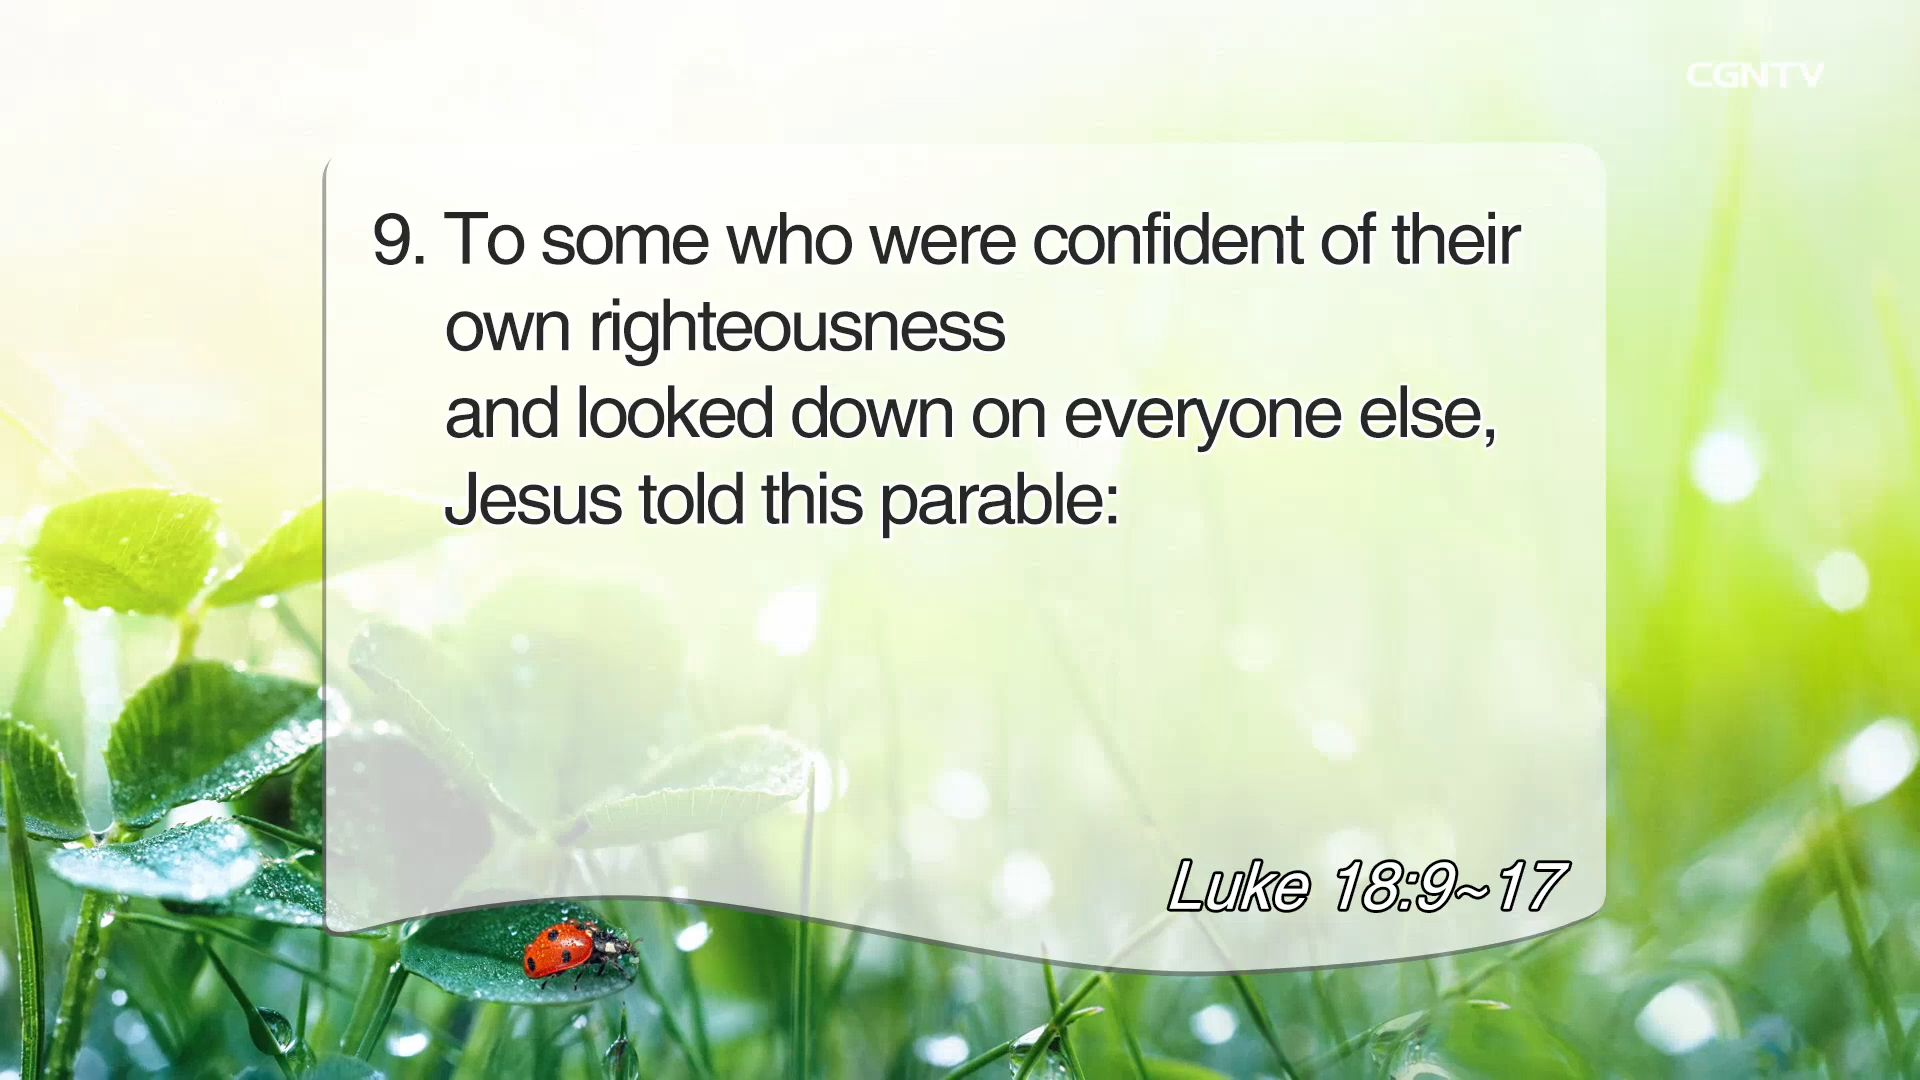 CGNTV
9. To some who were confident of their
own righteousness
and looked down on everyone else,
Jesus told this parable:
Luke 18:9~17